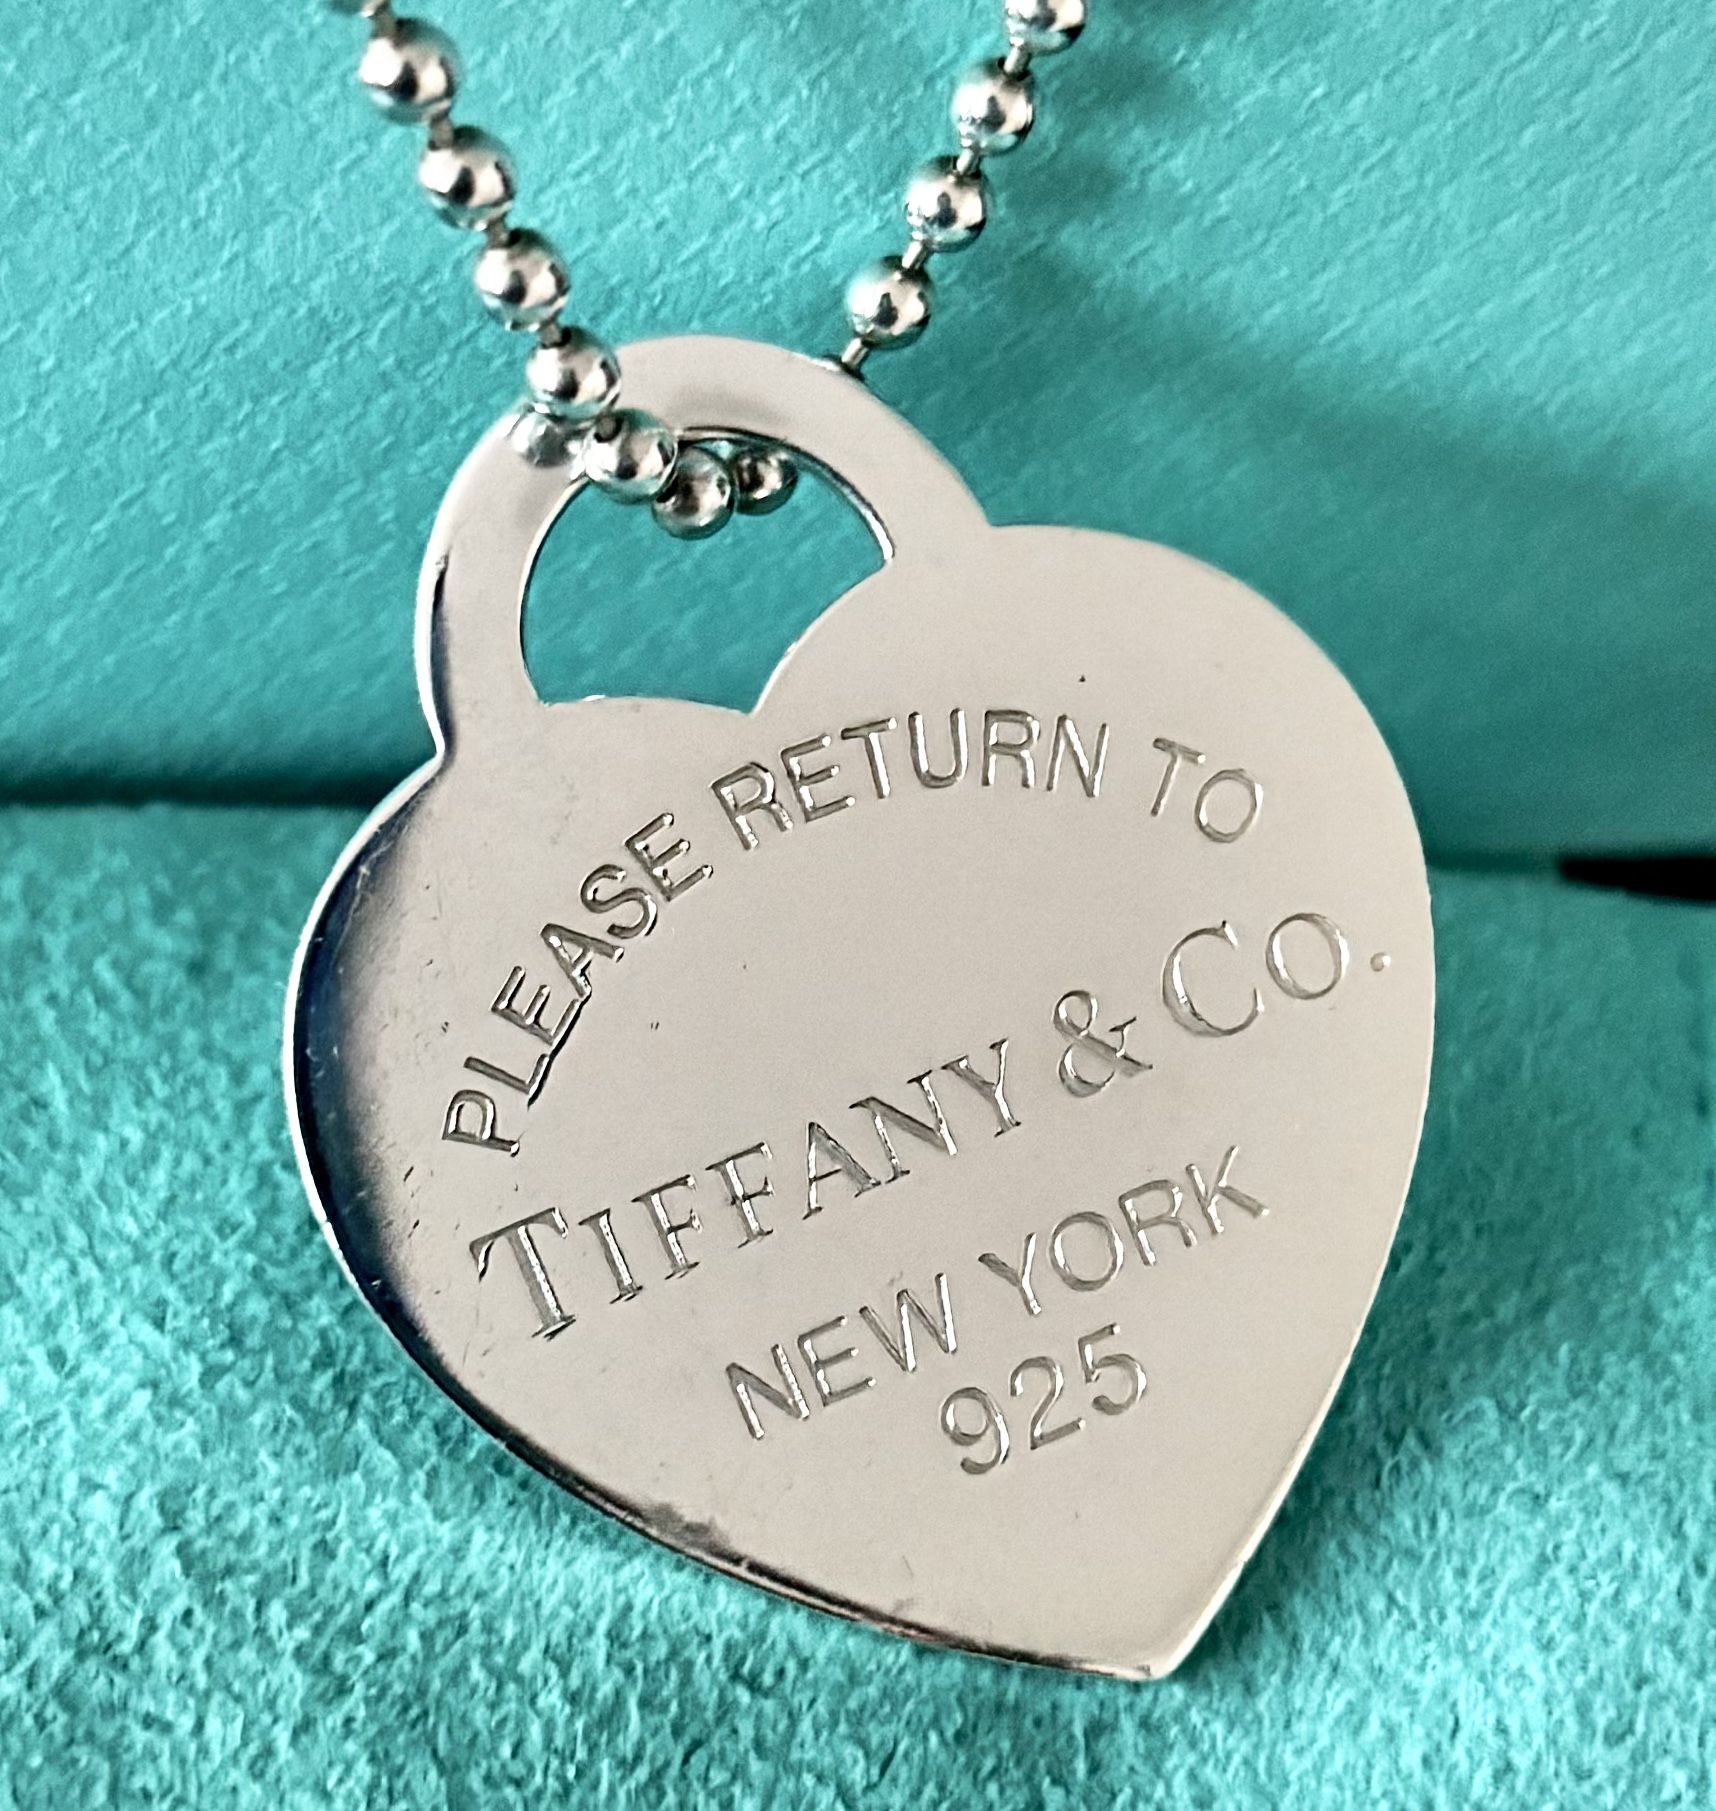 PLEASE RETURN TO
TIFFANY & CO.
NEW YORK
925